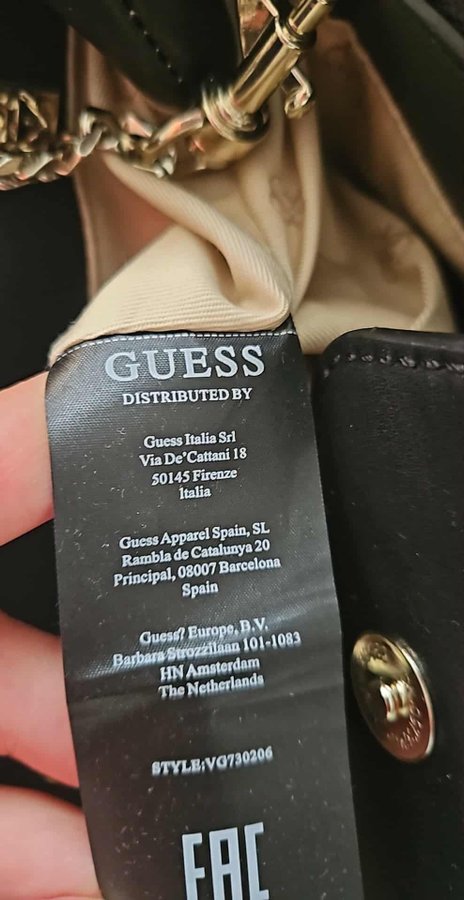 GUESS
DISTRIBUTED BY
Guess Italia Srl
Via De'Cattani 18
50145 Firenze
Italia
Guess Apparel Spain, SL
Rambla de Catalunya 20
Principal, 08007 Barcelona
Spain
Guess? Europe, B.V.
Barbara Strozzilaan 101-1083
HN Amsterdam
The Netherlands
STYLE:VG730206
EAC